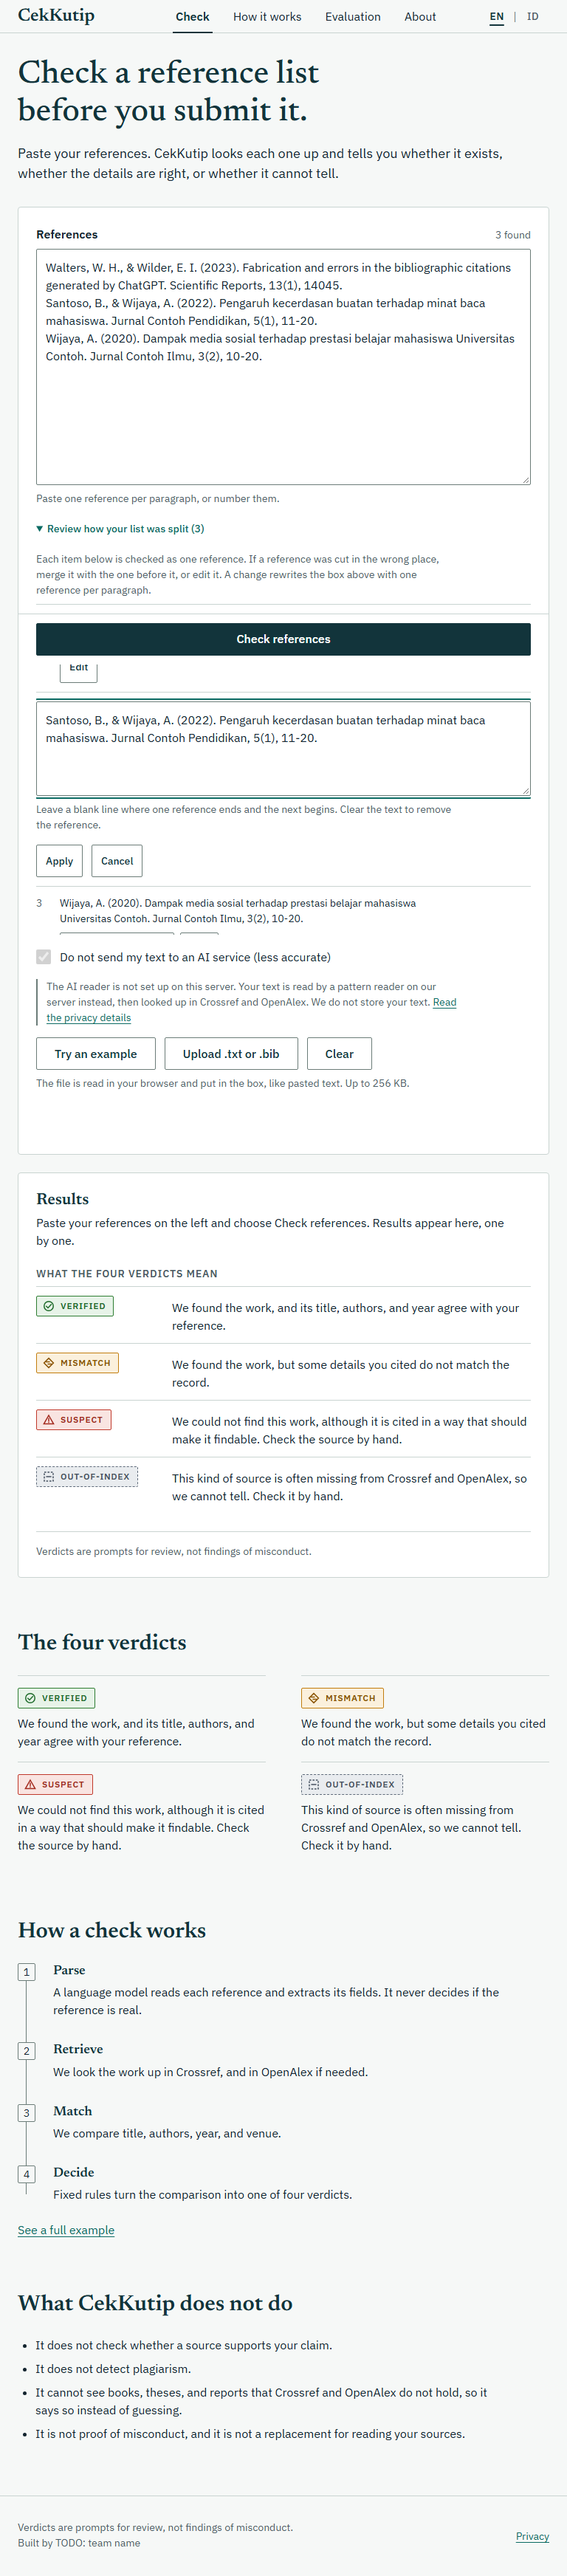 CekKutip
Check
How it works
Evaluation
About
EN | ID
Check a reference list
before you submit it.
Paste your references. CekKutip looks each one up and tells you whether it exists,
whether the details are right, or whether it cannot tell.
References
3 found
Walters, W. H., & Wilder, E. I. (2023). Fabrication and errors in the bibliographic citations
generated by ChatGPT. Scientific Reports, 13(1), 14045.
Santoso, B., & Wijaya, A. (2022). Pengaruh kecerdasan buatan terhadap minat baca
mahasiswa. Jurnal Contoh Pendidikan, 5(1), 11-20.
Wijaya, A. (2020). Dampak media sosial terhadap prestasi belajar mahasiswa Universitas
Contoh. Jurnal Contoh Ilmu, 3(2), 10-20.
Paste one reference per paragraph, or number them.
▼ Review how your list was split (3)
Each item below is checked as one reference. If a reference was cut in the wrong place,
merge it with the one before it, or edit it. A change rewrites the box above with one
reference per paragraph.
Check references
Edit
Santoso, B., & Wijaya, A. (2022). Pengaruh kecerdasan buatan terhadap minat baca
mahasiswa. Jurnal Contoh Pendidikan, 5(1), 11-20.
Leave a blank line where one reference ends and the next begins. Clear the text to remove
the reference.
Apply
Cancel
3 Wijaya, A. (2020). Dampak media sosial terhadap prestasi belajar mahasiswa
Universitas Contoh. Jurnal Contoh Ilmu, 3(2), 10-20.
Do not send my text to an AI service (less accurate)
The AI reader is not set up on this server. Your text is read by a pattern reader on our
server instead, then looked up in Crossref and OpenAlex. We do not store your text. Read
the privacy details
Try an example
Upload .txt or .bib
Clear
The file is read in your browser and put in the box, like pasted text. Up to 256 KB.
Results
Paste your references on the left and choose Check references. Results appear here, one
by one.
WHAT THE FOUR VERDICTS MEAN
VERIFIED
We found the work, and its title, authors, and year agree with your
reference.
MISMATCH
We found the work, but some details you cited do not match the
record.
SUSPECT
We could not find this work, although it is cited in a way that should
make it findable. Check the source by hand.
OUT-OF-INDEX
This kind of source is often missing from Crossref and OpenAlex, so
we cannot tell. Check it by hand.
Verdicts are prompts for review, not findings of misconduct.
The four verdicts
VERIFIED
We found the work, and its title, authors, and
year agree with your reference.
MISMATCH
We found the work, but some details you cited
do not match the record.
SUSPECT
We could not find this work, although it is cited
in a way that should make it findable. Check
the source by hand.
OUT-OF-INDEX
This kind of source is often missing from
Crossref and OpenAlex, so we cannot tell.
Check it by hand.
How a check works
1 Parse
A language model reads each reference and extracts its fields. It never decides if the
reference is real.
2 Retrieve
We look the work up in Crossref, and in OpenAlex if needed.
3 Match
We compare title, authors, year, and venue.
4 Decide
Fixed rules turn the comparison into one of four verdicts.
See a full example
What CekKutip does not do
• It does not check whether a source supports your claim.
• It does not detect plagiarism.
• It cannot see books, theses, and reports that Crossref and OpenAlex do not hold, so it
says so instead of guessing.
• It is not proof of misconduct, and it is not a replacement for reading your sources.
Verdicts are prompts for review, not findings of misconduct.
Built by TODO: team name
Privacy